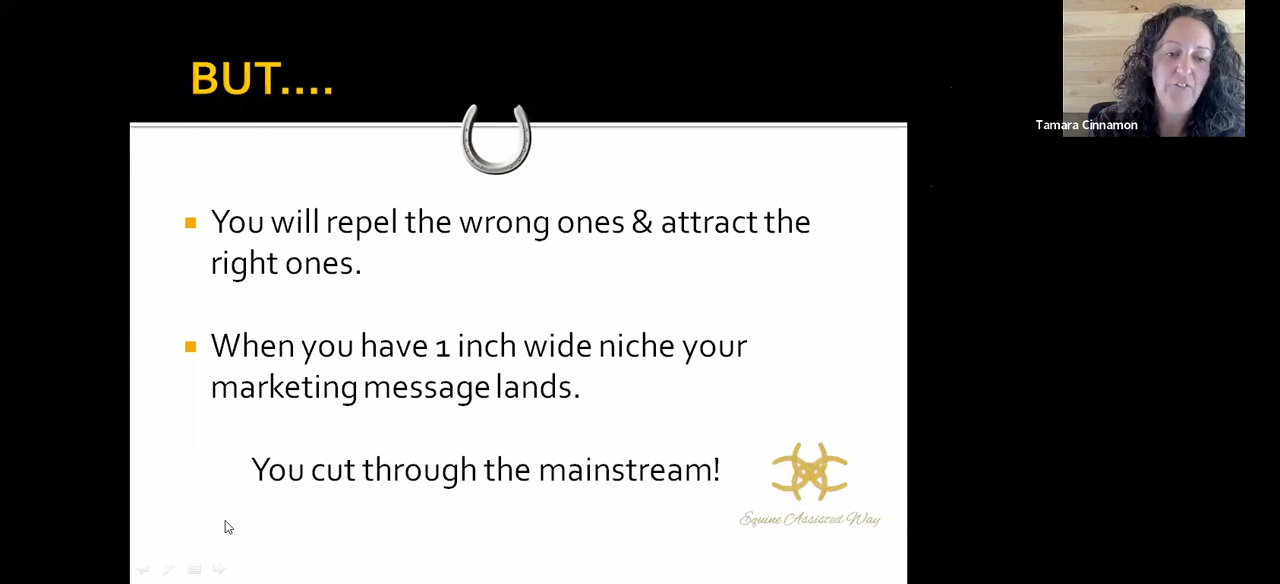 BUT....
Tamara Cinnamon
You will repel the wrong ones & attract the
right ones.
When you have 1 inch wide niche your
marketing message lands.
You cut through the mainstream!
Equine Assisted Way